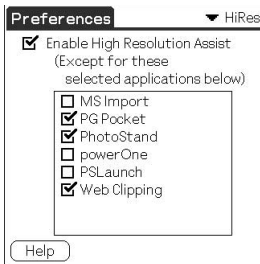 Preferences
HiRes
Enable High Resolution Assist
(Except for these
selected applications below)
MS Import
PG Pocket
PhotoStand
powerOne
PSLaunch
Web Clipping
Help